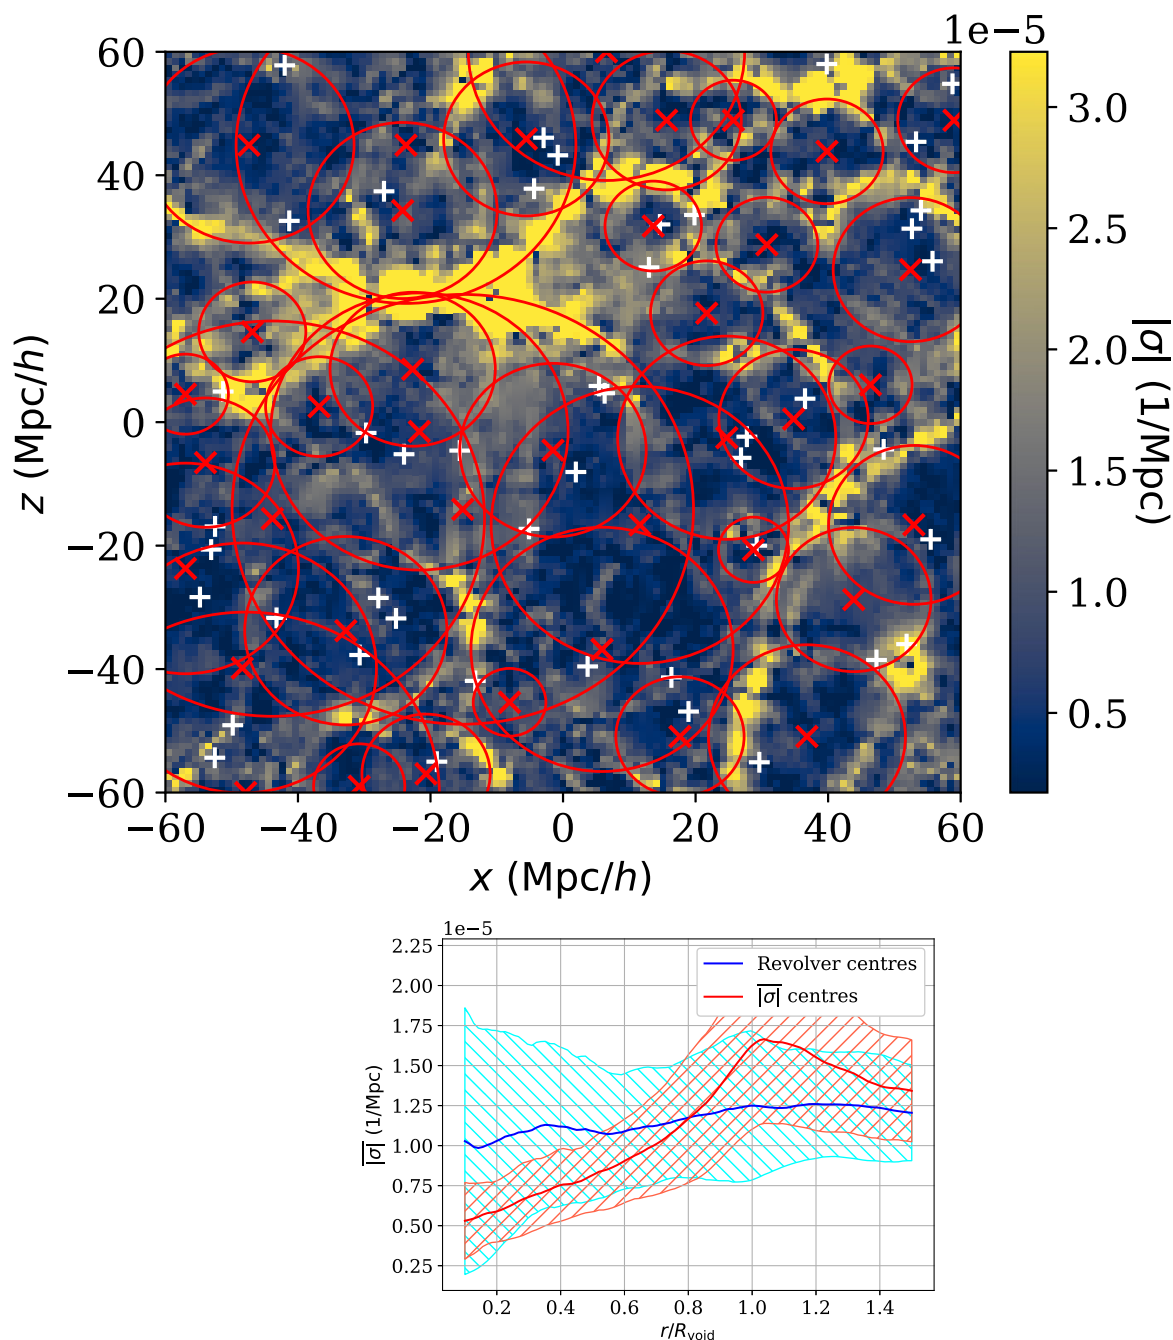 1e−5
60
40
20
0
−20
−40
−60
z (Mpc/h)
−60 −40 −20 0 20 40 60
x (Mpc/h)
3.0
2.5
2.0
1.5
1.0
0.5
|σ| (1/Mpc)
1e−5
2.25
2.00
1.75
1.50
1.25
1.00
0.75
0.50
0.25
|σ| (1/Mpc)
Revolver centres
|σ| centres
0.2 0.4 0.6 0.8 1.0 1.2 1.4
r/R_void